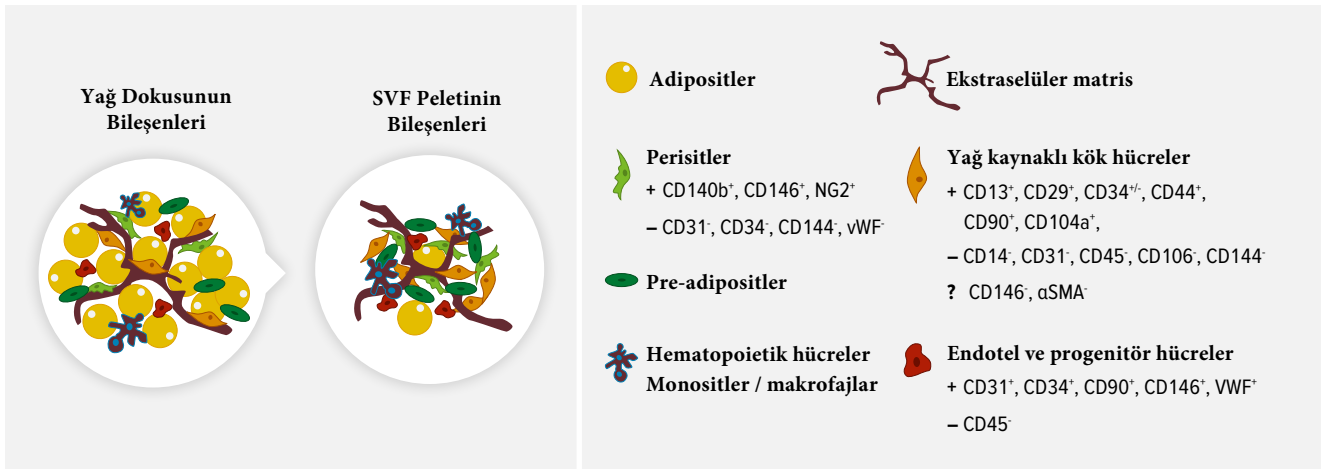 Yağ Dokusunun
Bileşenleri
SVF Peletinin
Bileşenleri
Adipositler
Ekstraselüler matris
Perisitler
+ CD140b⁺, CD146⁺, NG2⁺
– CD31⁻, CD34⁻, CD144⁻, vWF⁻
Yağ kaynaklı kök hücreler
+ CD13⁺, CD29⁺, CD34⁺/⁻, CD44⁺,
CD90⁺, CD104a⁺,
– CD14⁻, CD31⁻, CD45⁻, CD106⁻, CD144⁻
? CD146⁻, αSMA⁻
Pre-adipositler
Hematopoietik hücreler
Monositler / makrofajlar
Endotel ve progenitör hücreler
+ CD31⁺, CD34⁺, CD90⁺, CD146⁺, VWF⁺
– CD45⁻